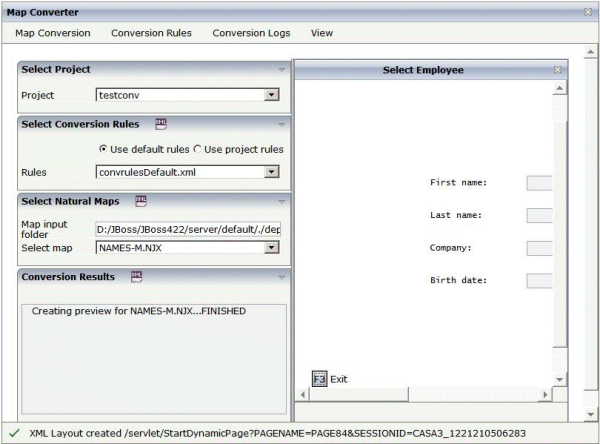 Map Converter
Map Conversion Conversion Rules Conversion Logs View
Select Project
Project testconv
Select Conversion Rules XML
Use default rules Use project rules
Rules convrulesDefault.xml
Select Natural Maps XML
Map input folder D:/JBoss/JBoss422/server/default/./dep
Select map NAMES-M.NJX
Conversion Results XML
Creating preview for NAMES-M.NJX...FINISHED
Select Employee
First name:
Last name:
Company:
Birth date:
F3 Exit
XML Layout created /servlet/StartDynamicPage?PAGENAME=PAGE84&SESSIONID=CASA3_1221210506283